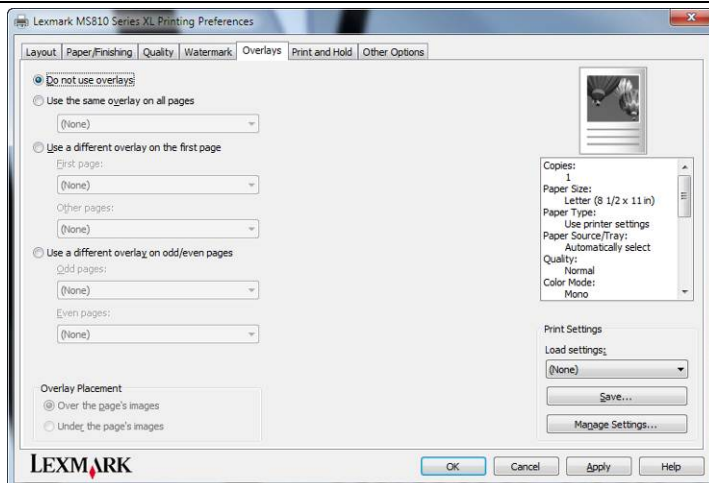 Lexmark MS810 Series XL Printing Preferences
Layout Paper/Finishing Quality Watermark Overlays Print and Hold Other Options
Do not use overlays
Use the same overlay on all pages
(None)
Use a different overlay on the first page
First page:
(None)
Other pages:
(None)
Use a different overlay on odd/even pages
Odd pages:
(None)
Even pages:
(None)
Overlay Placement
Over the page's images
Under the page's images
Copies:
1
Paper Size:
Letter (8 1/2 x 11 in)
Paper Type:
Use printer settings
Paper Source/Tray:
Automatically select
Quality:
Normal
Color Mode:
Mono
Print Settings
Load settings:
(None)
Save...
Manage Settings...
LEXMARK
OK Cancel Apply Help